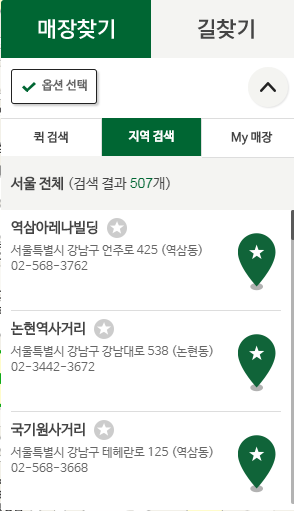 매장찾기 길찾기
옵션 선택
퀵 검색 지역 검색 My 매장
서울 전체 (검색 결과 507개)
역삼아레나빌딩
서울특별시 강남구 언주로 425 (역삼동)
02-568-3762
논현역사거리
서울특별시 강남구 강남대로 538 (논현동)
02-3442-3672
국기원사거리
서울특별시 강남구 테헤란로 125 (역삼동)
02-568-3668